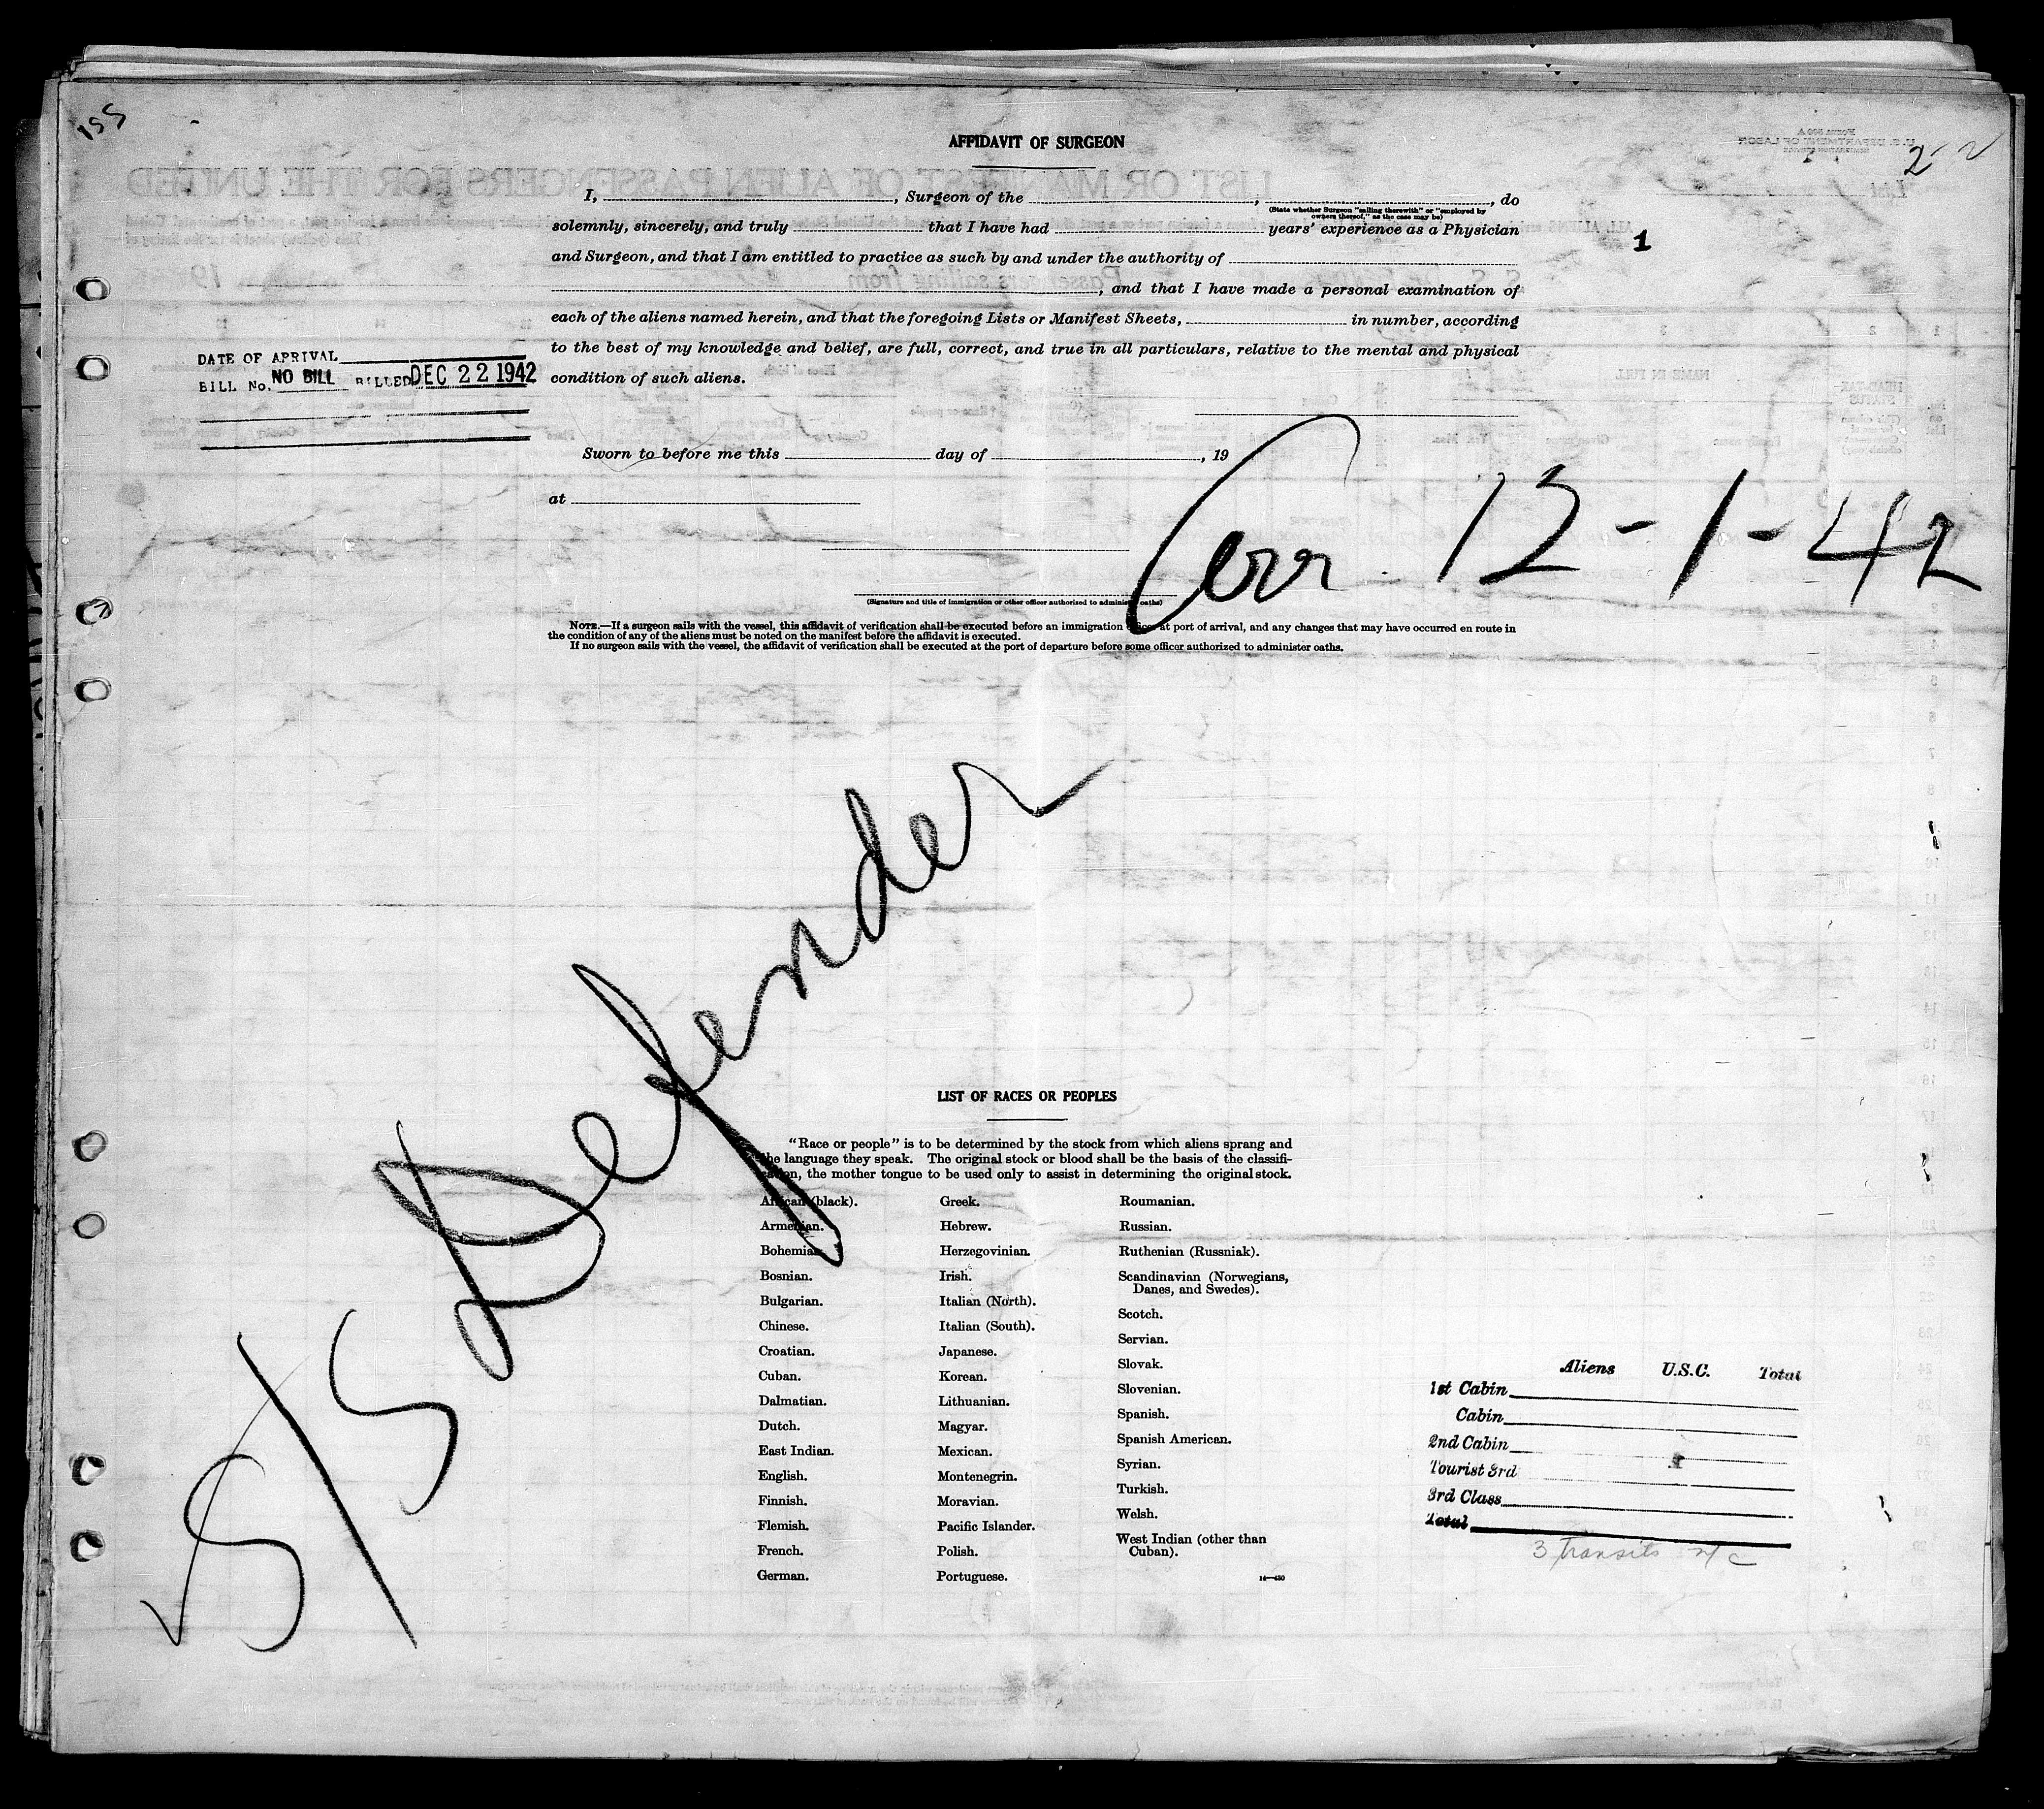 155
AFFIDAVIT OF SURGEON
2
I, , Surgeon of the , , do
(State whether Surgeon "sailing therewith" or "employed by
owners thereof," as the case may be)
solemnly, sincerely, and truly that I have had years' experience as a Physician
1
and Surgeon, and that I am entitled to practice as such by and under the authority of
, and that I have made a personal examination of
each of the aliens named herein, and that the foregoing Lists or Manifest Sheets, in number, according
to the best of my knowledge and belief, are full, correct, and true in all particulars, relative to the mental and physical
condition of such aliens.
DATE OF ARRIVAL
BILL No. NO BILL BILLED DEC 22 1942
Sworn to before me this day of , 19
at
Arr. 12-1-42
(Signature and title of immigration or other officer authorized to administer oaths)
NOTE.—If a surgeon sails with the vessel, this affidavit of verification shall be executed before an immigration officer at port of arrival, and any changes that may have occurred en route in
the condition of any of the aliens must be noted on the manifest before the affidavit is executed.
If no surgeon sails with the vessel, the affidavit of verification shall be executed at the port of departure before some officer authorized to administer oaths.
S/S Defender
LIST OF RACES OR PEOPLES
"Race or people" is to be determined by the stock from which aliens sprang and
the language they speak. The original stock or blood shall be the basis of the classifi-
cation, the mother tongue to be used only to assist in determining the original stock.
African (black).
Armenian.
Bohemian.
Bosnian.
Bulgarian.
Chinese.
Croatian.
Cuban.
Dalmatian.
Dutch.
East Indian.
English.
Finnish.
Flemish.
French.
German.
Greek.
Hebrew.
Herzegovinian.
Irish.
Italian (North).
Italian (South).
Japanese.
Korean.
Lithuanian.
Magyar.
Mexican.
Montenegrin.
Moravian.
Pacific Islander.
Polish.
Portuguese.
Roumanian.
Russian.
Ruthenian (Russniak).
Scandinavian (Norwegians,
Danes, and Swedes).
Scotch.
Servian.
Slovak.
Slovenian.
Spanish.
Spanish American.
Syrian.
Turkish.
Welsh.
West Indian (other than
Cuban).
14—450
Aliens U.S.C. Total
1st Cabin
Cabin
2nd Cabin
Tourist 3rd
3rd Class
Total
3 Transits n/c